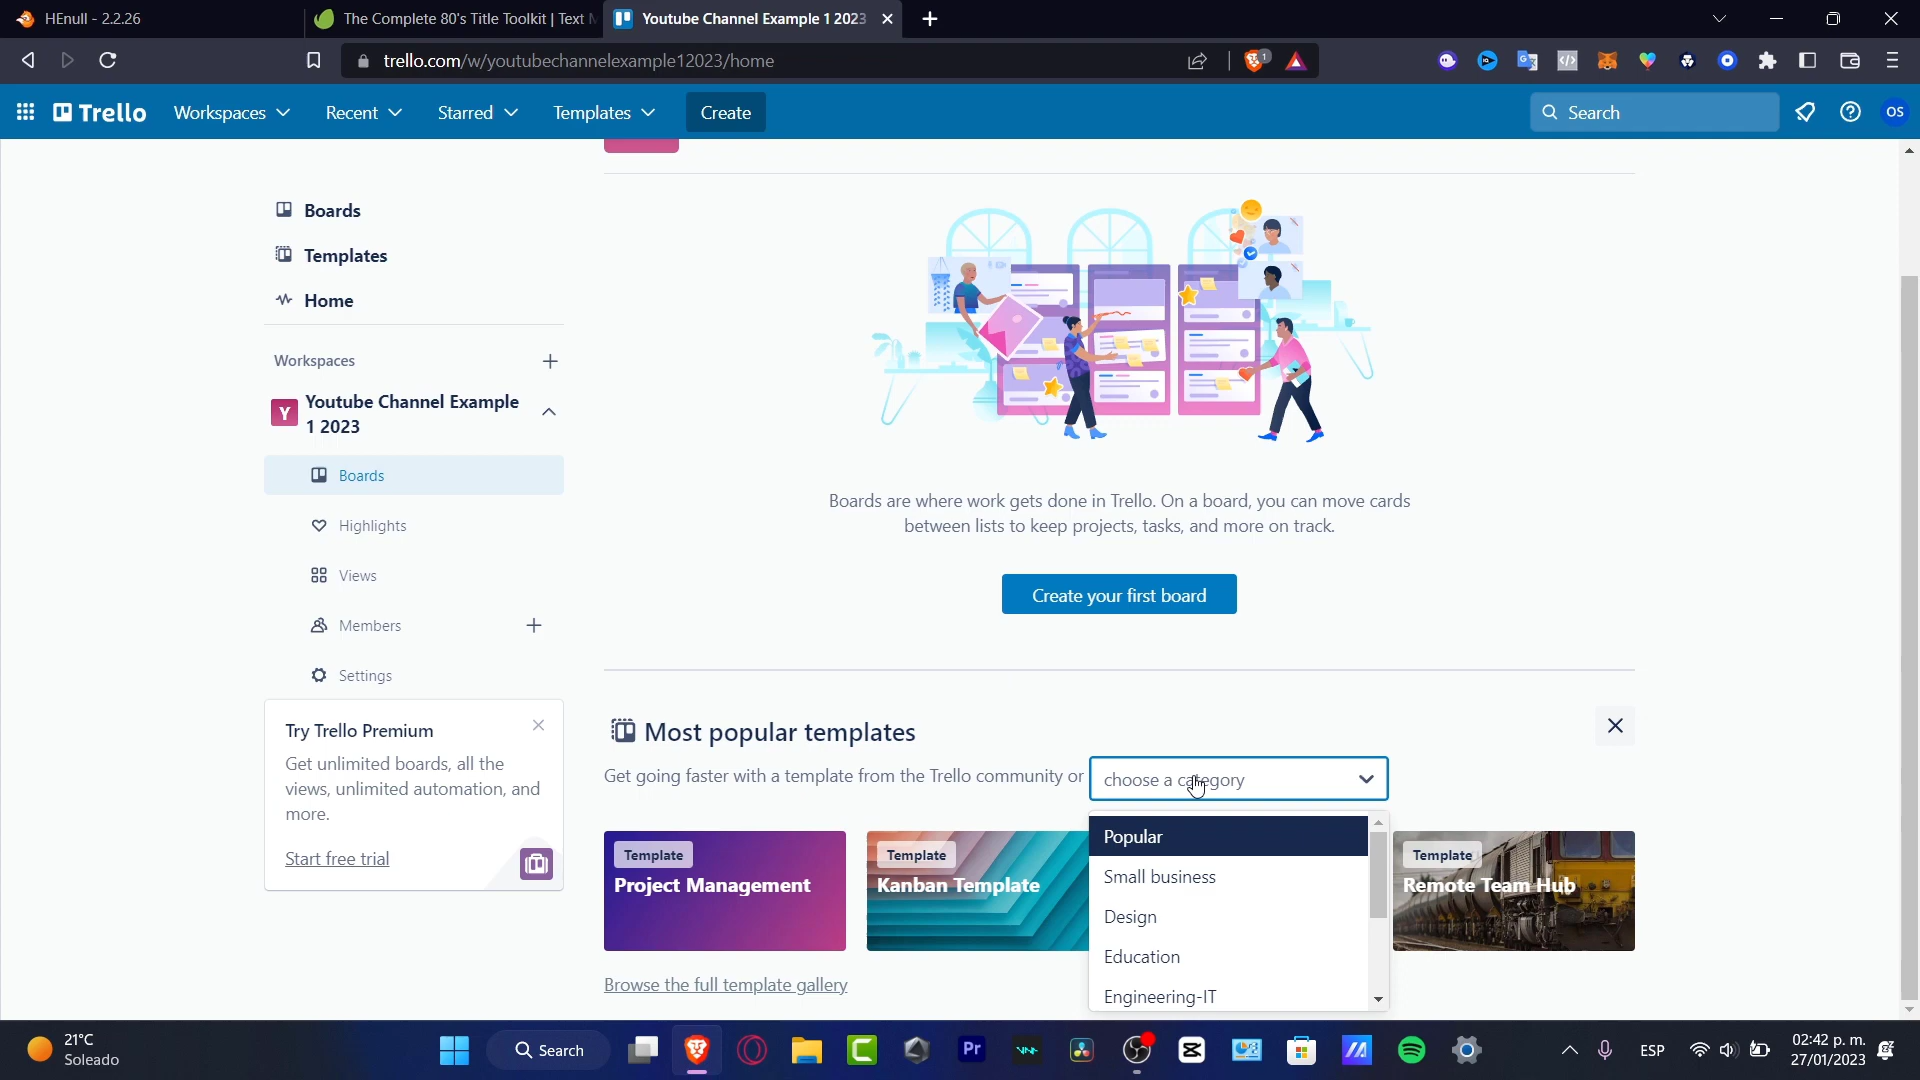 HEnull - 2.2.26
The Complete 80's Title Toolkit | Text
Youtube Channel Example 1 2023
trello.com/w/youtubechannelexample12023/home
1
Trello
Workspaces
Recent
Starred
Templates
Create
Search
OS
Boards
Templates
Home
Workspaces
Y
Youtube Channel Example
1 2023
Boards
Highlights
Views
Members
Settings
Try Trello Premium
Get unlimited boards, all the
views, unlimited automation, and
more.
Start free trial
Boards are where work gets done in Trello. On a board, you can move cards
between lists to keep projects, tasks, and more on track.
Create your first board
Most popular templates
Get going faster with a template from the Trello community or
choose a category
Popular
Small business
Design
Education
Engineering-IT
Template
Project Management
Template
Kanban Template
Template
Remote Team Hub
Browse the full template gallery
21°C
Soleado
Search
Pr
ESP
02:42 p. m.
27/01/2023